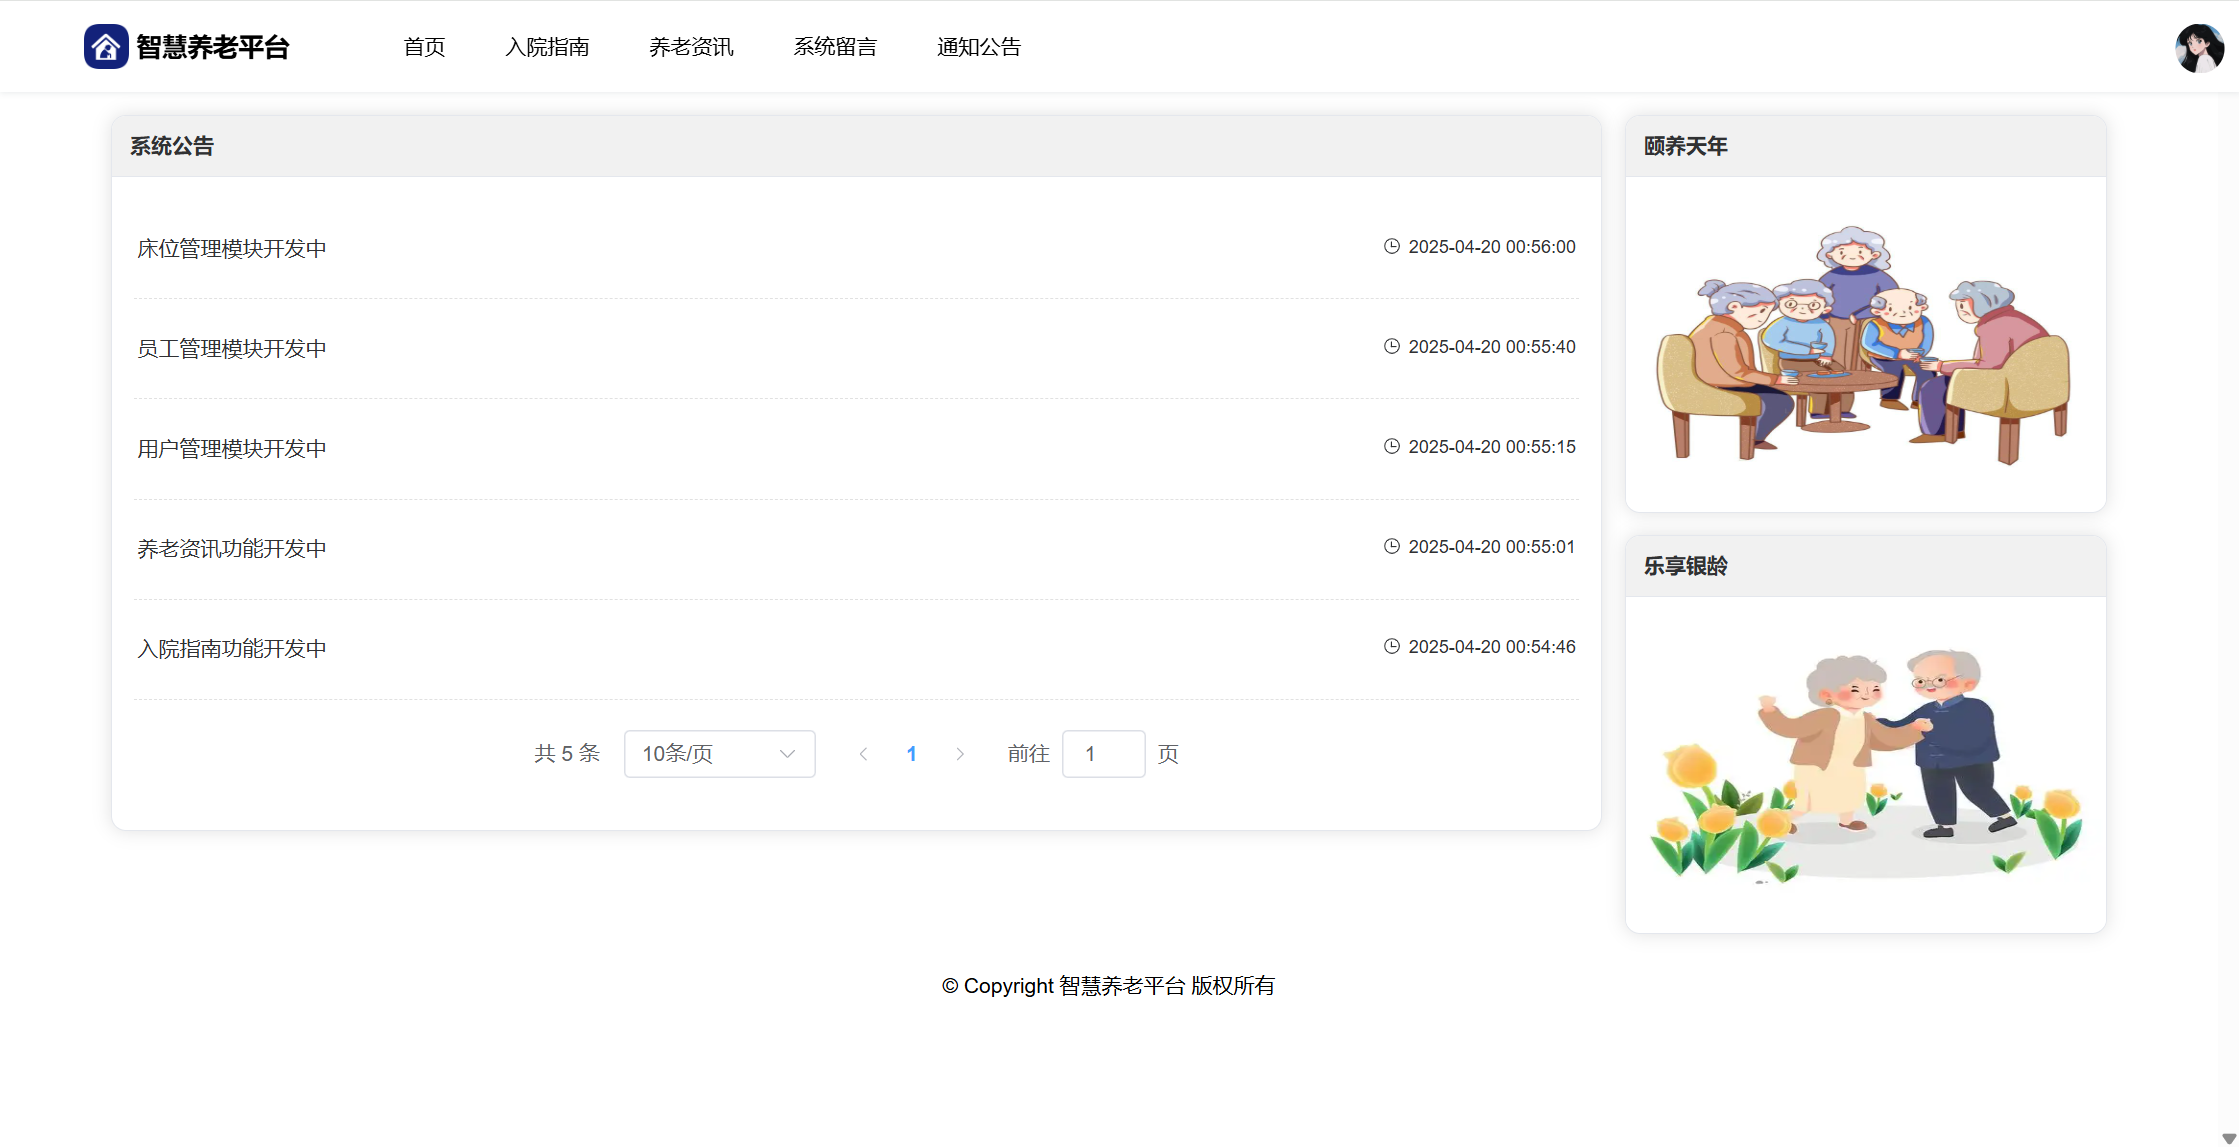 智慧养老平台 首页 入院指南 养老资讯 系统留言 通知公告
系统公告
床位管理模块开发中 2025-04-20 00:56:00
员工管理模块开发中 2025-04-20 00:55:40
用户管理模块开发中 2025-04-20 00:55:15
养老资讯功能开发中 2025-04-20 00:55:01
入院指南功能开发中 2025-04-20 00:54:46
共 5 条 10条/页 1 前往 1 页
颐养天年
乐享银龄
© Copyright 智慧养老平台 版权所有